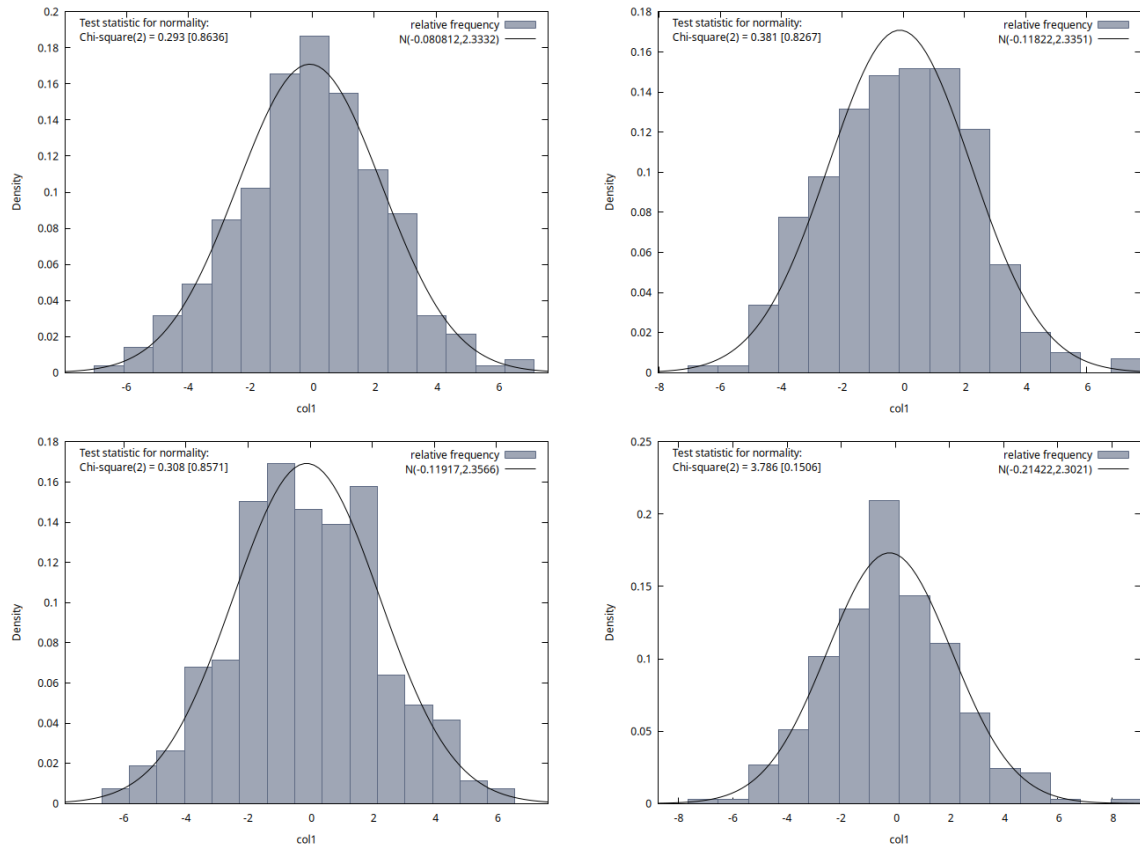 Test statistic for normality:
Chi-square(2) = 0.293 [0.8636]
relative frequency
N(-0.080812,2.3332)
0.2
0.18
0.16
0.14
0.12
0.1
0.08
0.06
0.04
0.02
0
Density
-6 -4 -2 0 2 4 6
col1
Test statistic for normality:
Chi-square(2) = 0.381 [0.8267]
relative frequency
N(-0.11822,2.3351)
0.18
0.16
0.14
0.12
0.1
0.08
0.06
0.04
0.02
0
Density
-8 -6 -4 -2 0 2 4 6
col1
Test statistic for normality:
Chi-square(2) = 0.308 [0.8571]
relative frequency
N(-0.11917,2.3566)
0.18
0.16
0.14
0.12
0.1
0.08
0.06
0.04
0.02
0
Density
-6 -4 -2 0 2 4 6
col1
Test statistic for normality:
Chi-square(2) = 3.786 [0.1506]
relative frequency
N(-0.21422,2.3021)
0.25
0.2
0.15
0.1
0.05
0
Density
-8 -6 -4 -2 0 2 4 6 8
col1